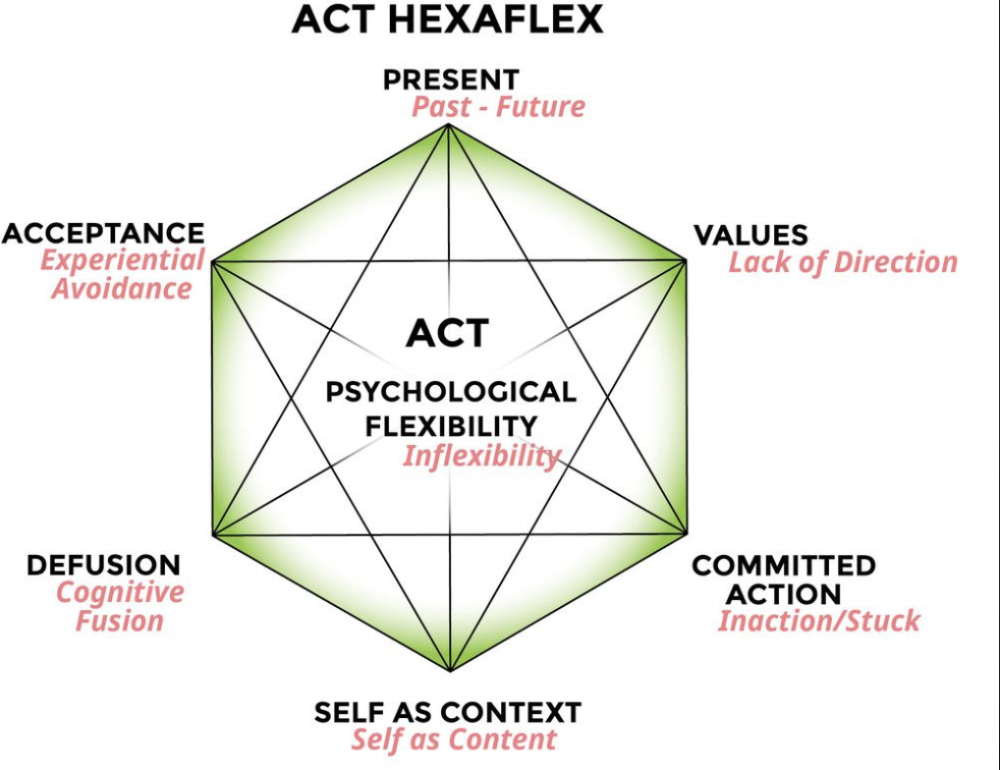 ACT HEXAFLEX
PRESENT
Past - Future
ACCEPTANCE
Experiential
Avoidance
VALUES
Lack of Direction
ACT
PSYCHOLOGICAL
FLEXIBILITY
Inflexibility
DEFUSION
Cognitive
Fusion
COMMITTED
ACTION
Inaction/Stuck
SELF AS CONTEXT
Self as Content